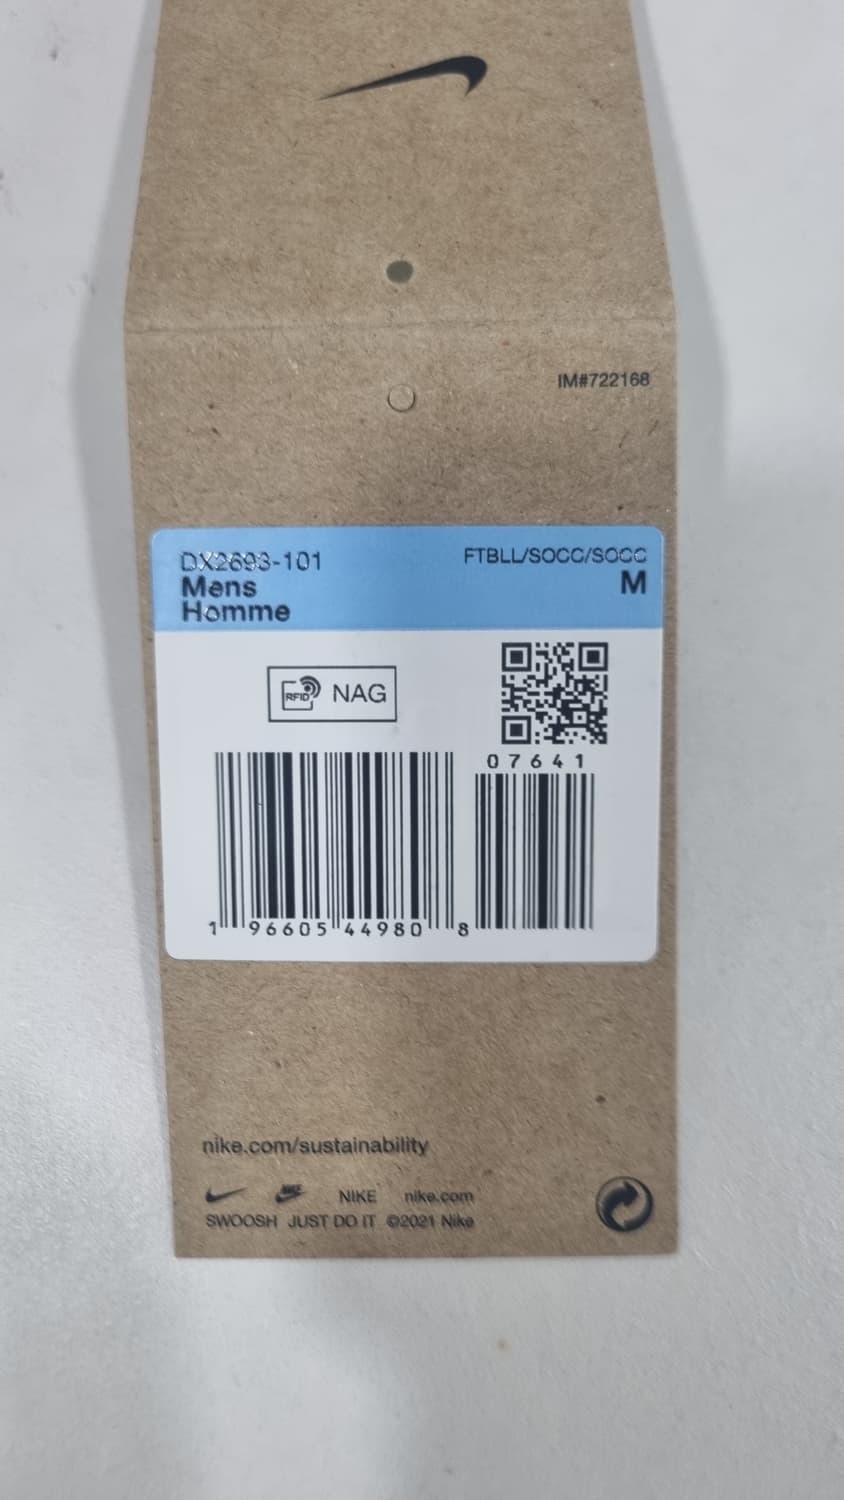 IM#722168
DX2693-101 FTBLL/SOCC/SOCC
Mens M
Homme
RFID NAG
07641
1 96605 44980 8
nike.com/sustainability
NIKE nike.com
SWOOSH JUST DO IT ©2021 Nike